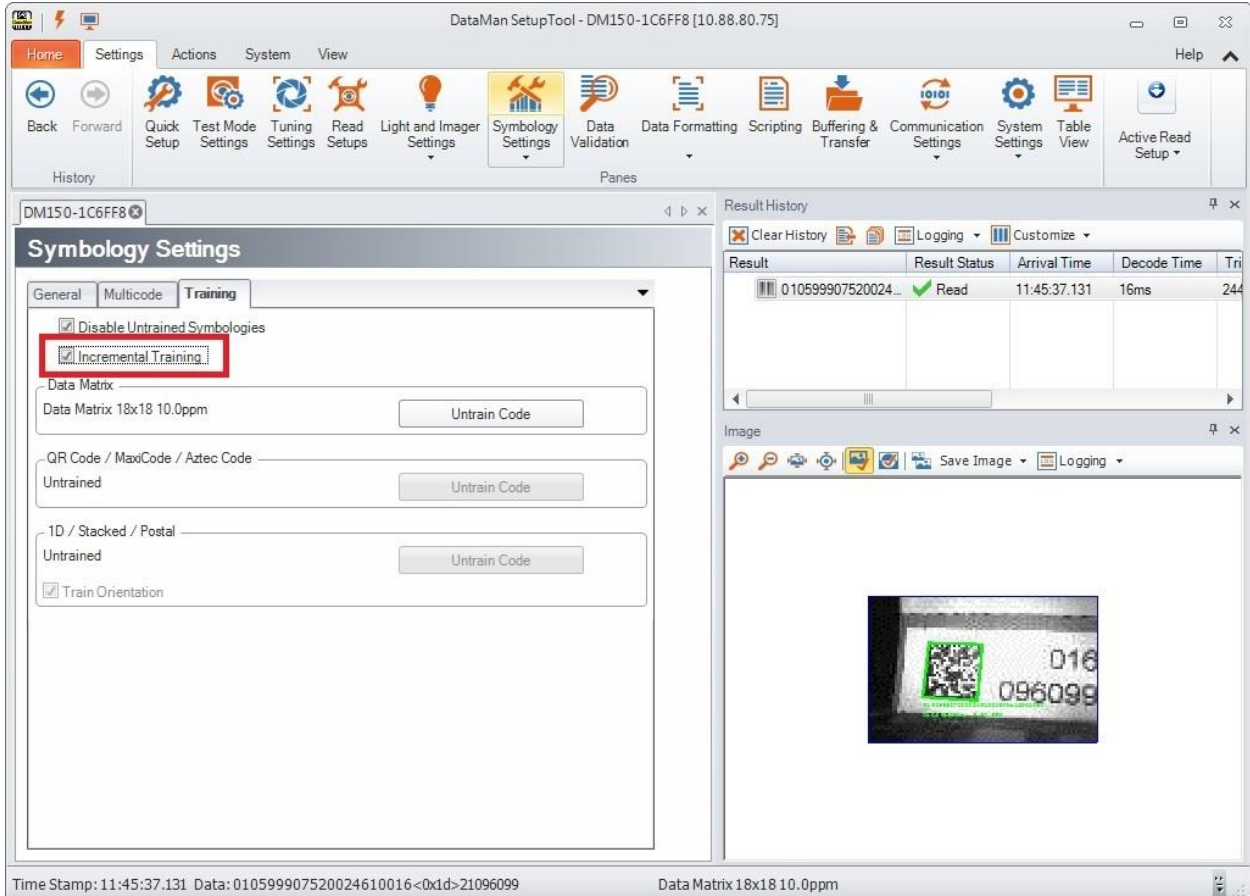 DataMan SetupTool - DM150-1C6FF8 [10.88.80.75]
Home Settings Actions System View Help
Back Forward Quick Setup Test Mode Settings Tuning Settings Read Setups Light and Imager Settings Symbology Settings Data Validation Data Formatting Scripting Buffering & Transfer Communication Settings System Settings Table View Active Read Setup
History Panes
DM150-1C6FF8
Symbology Settings
General Multicode Training
Disable Untrained Symbologies
Incremental Training
Data Matrix
Data Matrix 18x18 10.0ppm Untrain Code
QR Code / MaxiCode / Aztec Code
Untrained Untrain Code
1D / Stacked / Postal
Untrained Untrain Code
Train Orientation
Result History
Clear History Logging Customize
Result Result Status Arrival Time Decode Time Tri
010599907520024... Read 11:45:37.131 16ms 244
Image
Save Image Logging
016
096099
Time Stamp: 11:45:37.131 Data: 010599907520024610016<0x1d>21096099 Data Matrix 18x18 10.0ppm